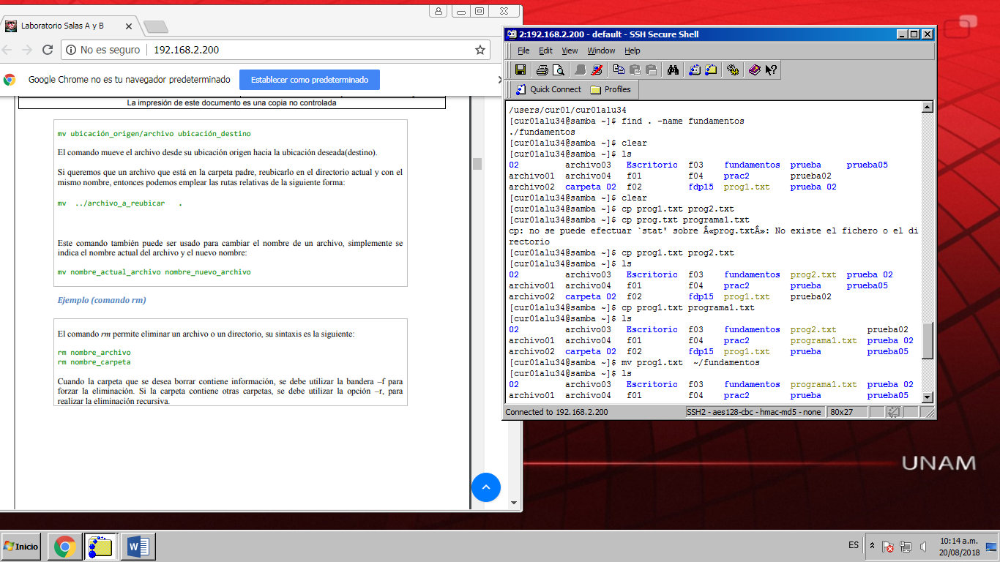 Laboratorio Salas A y B
No es seguro 192.168.2.200
Google Chrome no es tu navegador predeterminado Establecer como predeterminado
La impresión de este documento es una copia no controlada
mv ubicación_origen/archivo ubicación_destino
El comando mueve el archivo desde su ubicación origen hacia la ubicación deseada(destino).
Si queremos que un archivo que está en la carpeta padre, reubicarlo en el directorio actual y con el
mismo nombre, entonces podemos emplear las rutas relativas de la siguiente forma:
mv ../archivo_a_reubicar .
Este comando también puede ser usado para cambiar el nombre de un archivo, simplemente se
indica el nombre actual del archivo y el nuevo nombre:
mv nombre_actual_archivo nombre_nuevo_archivo
Ejemplo (comando rm)
El comando rm permite eliminar un archivo o un directorio, su sintaxis es la siguiente:
rm nombre_archivo
rm nombre_carpeta
Cuando la carpeta que se desea borrar contiene información, se debe utilizar la bandera –f para
forzar la eliminación. Si la carpeta contiene otras carpetas, se debe utilizar la opción –r, para
realizar la eliminación recursiva.
2:192.168.2.200 - default - SSH Secure Shell
File Edit View Window Help
Quick Connect Profiles
/users/cur01/cur01alu34
[cur01alu34@samba ~]$ find . -name fundamentos
./fundamentos
[cur01alu34@samba ~]$ clear
[cur01alu34@samba ~]$ ls
02 archivo03 Escritorio f03 fundamentos prueba prueba05
archivo01 archivo04 f01 f04 prac2 prueba02
archivo02 carpeta 02 f02 fdp15 prog1.txt prueba 02
[cur01alu34@samba ~]$ clear
[cur01alu34@samba ~]$ cp prog1.txt prog2.txt
[cur01alu34@samba ~]$ cp prog.txt programa1.txt
cp: no se puede efectuar `stat' sobre Â«prog.txtÂ»: No existe el fichero o el di
rectorio
[cur01alu34@samba ~]$ cp prog1.txt prog2.txt
[cur01alu34@samba ~]$ ls
02 archivo03 Escritorio f03 fundamentos prog2.txt prueba 02
archivo01 archivo04 f01 f04 prac2 prueba prueba05
archivo02 carpeta 02 f02 fdp15 prog1.txt prueba02
[cur01alu34@samba ~]$ cp prog1.txt programa1.txt
[cur01alu34@samba ~]$ ls
02 archivo03 Escritorio f03 fundamentos prog2.txt prueba02
archivo01 archivo04 f01 f04 prac2 programa1.txt prueba 02
archivo02 carpeta 02 f02 fdp15 prog1.txt prueba prueba05
[cur01alu34@samba ~]$ mv prog1.txt ~/fundamentos
[cur01alu34@samba ~]$ ls
02 archivo03 Escritorio f03 fundamentos programa1.txt prueba 02
archivo01 archivo04 f01 f04 prac2 prueba prueba05
Connected to 192.168.2.200 SSH2 - aes128-cbc - hmac-md5 - none 80x27
UNAM
Inicio
ES
10:14 a.m.
20/08/2018